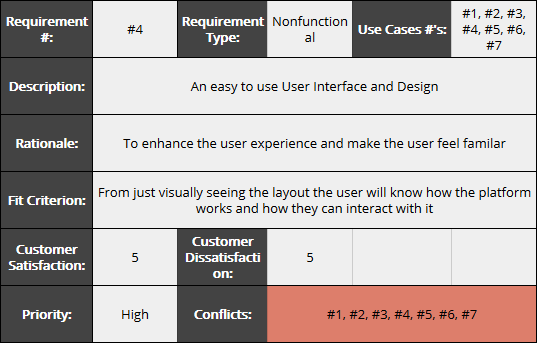 Requirement #: #4 Requirement Type: Nonfunctional Use Cases #'s: #1, #2, #3, #4, #5, #6, #7
Description: An easy to use User Interface and Design
Rationale: To enhance the user experience and make the user feel familar
Fit Criterion: From just visually seeing the layout the user will know how the platform
works and how they can interact with it
Customer Satisfaction: 5 Customer Dissatisfaction: 5
Priority: High Conflicts: #1, #2, #3, #4, #5, #6, #7